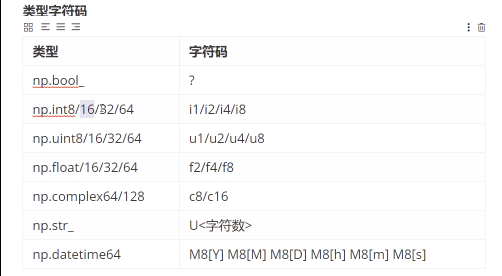 类型字符码
类型 字符码
np.bool_ ?
np.int8/16/32/64 i1/i2/i4/i8
np.uint8/16/32/64 u1/u2/u4/u8
np.float/16/32/64 f2/f4/f8
np.complex64/128 c8/c16
np.str_ U<字符数>
np.datetime64 M8[Y] M8[M] M8[D] M8[h] M8[m] M8[s]